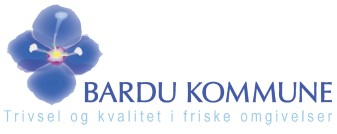 BARDU KOMMUNE
Trivsel og kvalitet i friske omgivelser